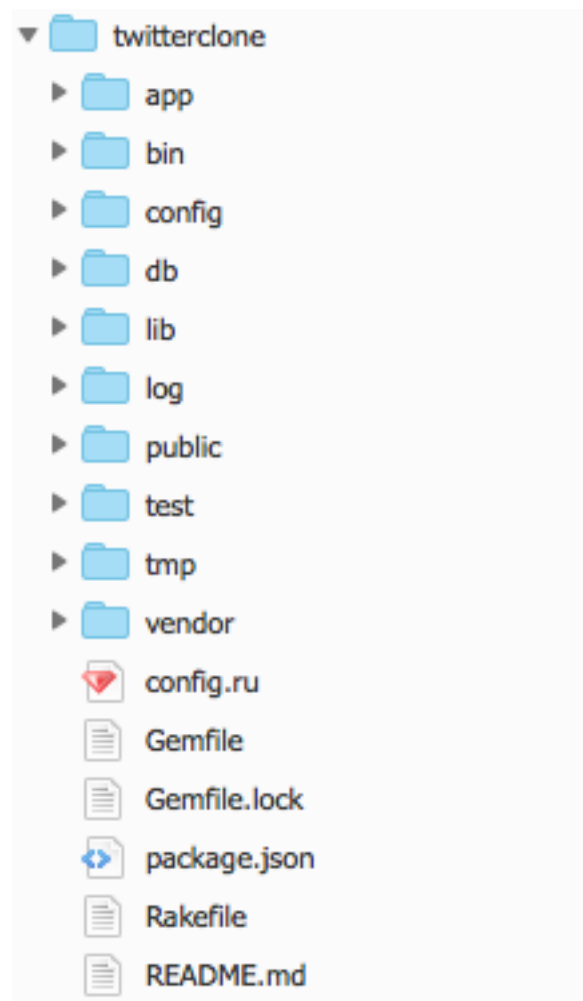 twitterclone
app
bin
config
db
lib
log
public
test
tmp
vendor
config.ru
Gemfile
Gemfile.lock
package.json
Rakefile
README.md